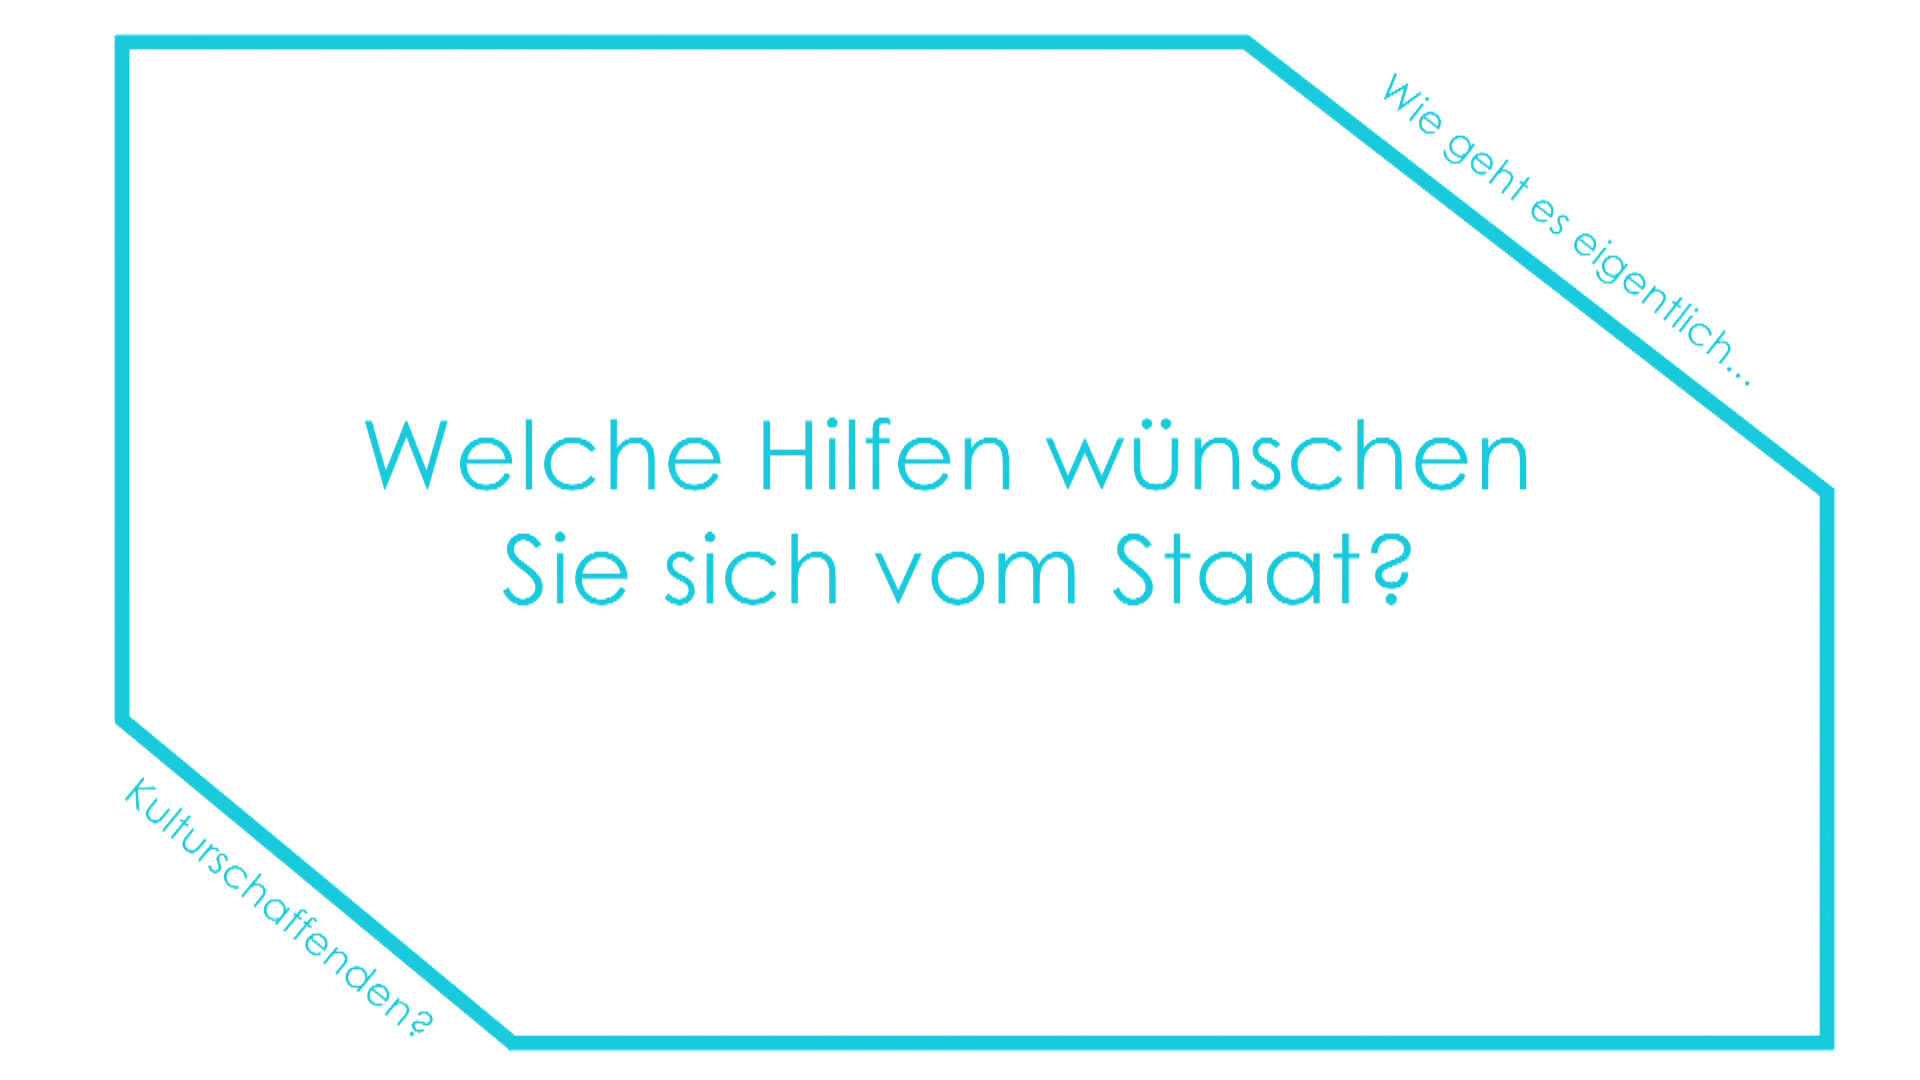 Wie geht es eigentlich...
Welche Hilfen wünschen
Sie sich vom Staat?
Kulturschaffenden?